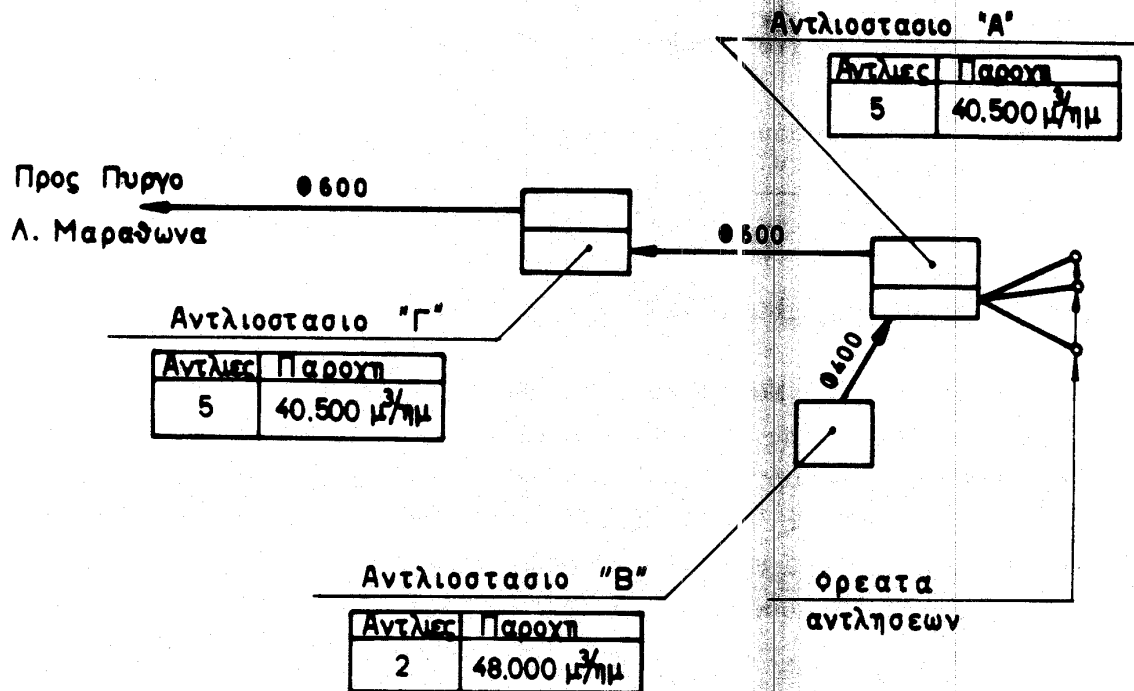 Αντλιοστασιο "Α"
Αντλιες Παροχη
5 40.500 μ³/ημ
Προς Πυργο
Λ. Μαραθωνα
Φ600
Φ600
Αντλιοστασιο "Γ"
Αντλιες Παροχη
5 40.500 μ³/ημ
Φ400
Αντλιοστασιο "Β"
Αντλιες Παροχη
2 48.000 μ³/ημ
φρεατα
αντλησεων